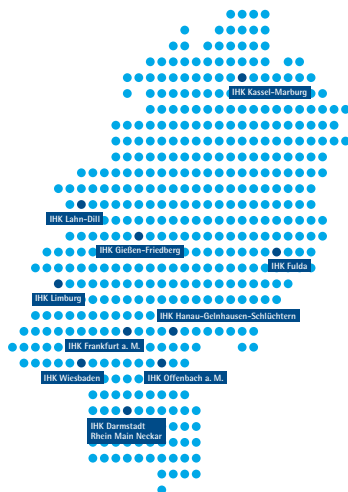 IHK Kassel-Marburg
IHK Lahn-Dill
IHK Gießen-Friedberg
IHK Fulda
IHK Limburg
IHK Hanau-Gelnhausen-Schlüchtern
IHK Frankfurt a. M.
IHK Wiesbaden
IHK Offenbach a. M.
IHK Darmstadt
Rhein Main Neckar